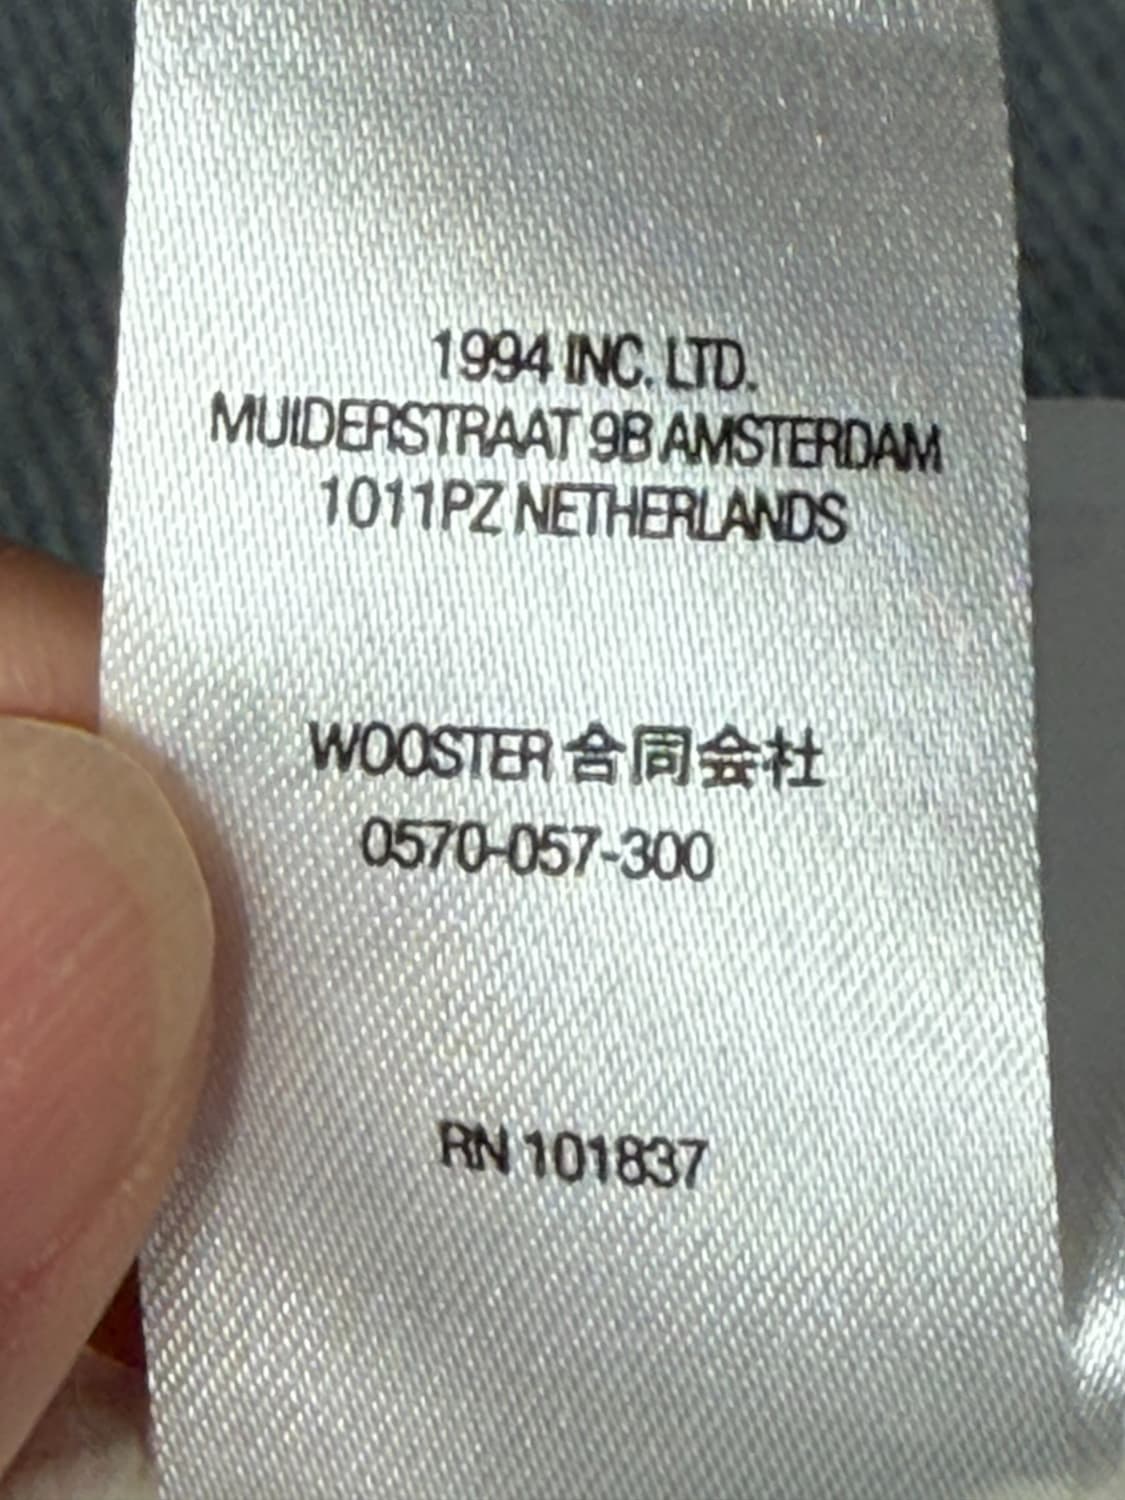 1994 INC. LTD.
MUIDERSTRAAT 9B AMSTERDAM
1011PZ NETHERLANDS
WOOSTER 合同会社
0570-057-300
RN 101837